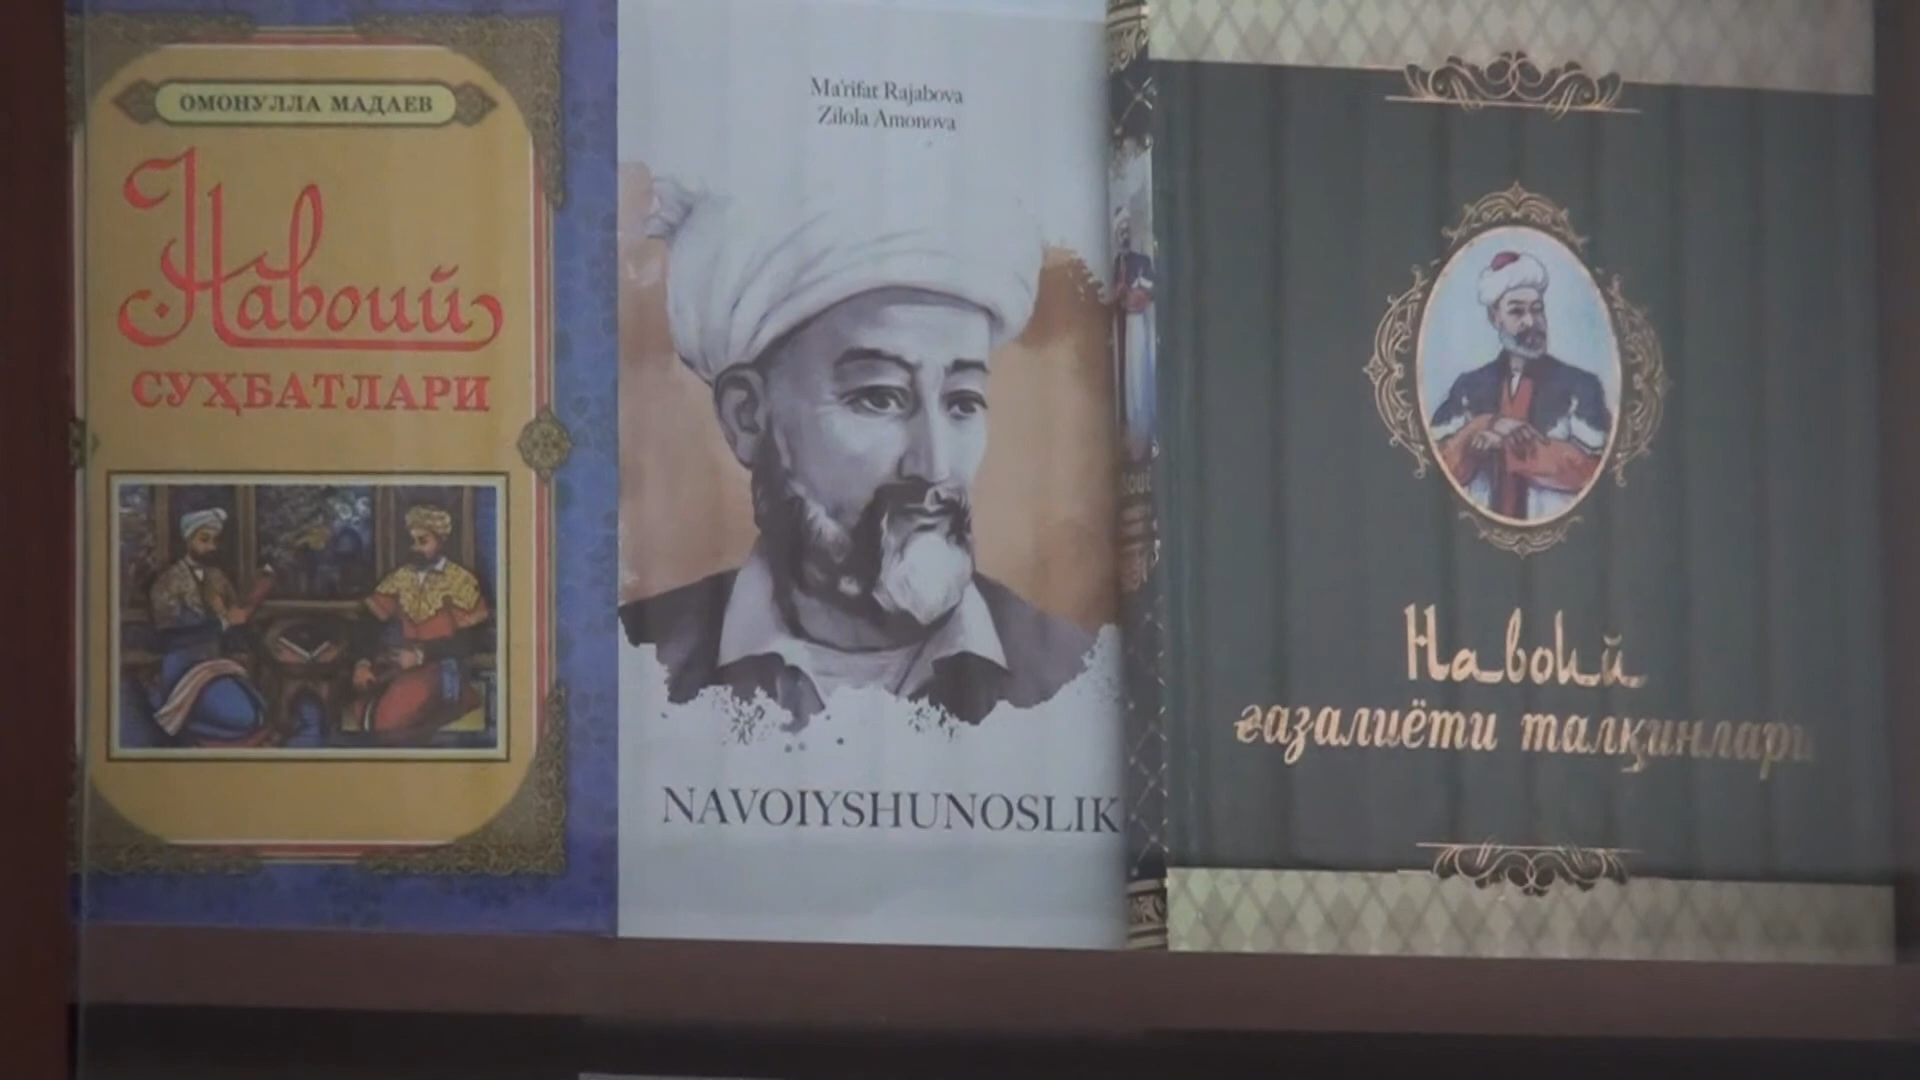 ОМОНУЛЛА МАДАЕВ
Навоий
СУҲБАТЛАРИ
Ma'rifat Rajabova
Zilola Amonova
NAVOIYSHUNOSLIK
Навоий
ғазалиёти талқинлари